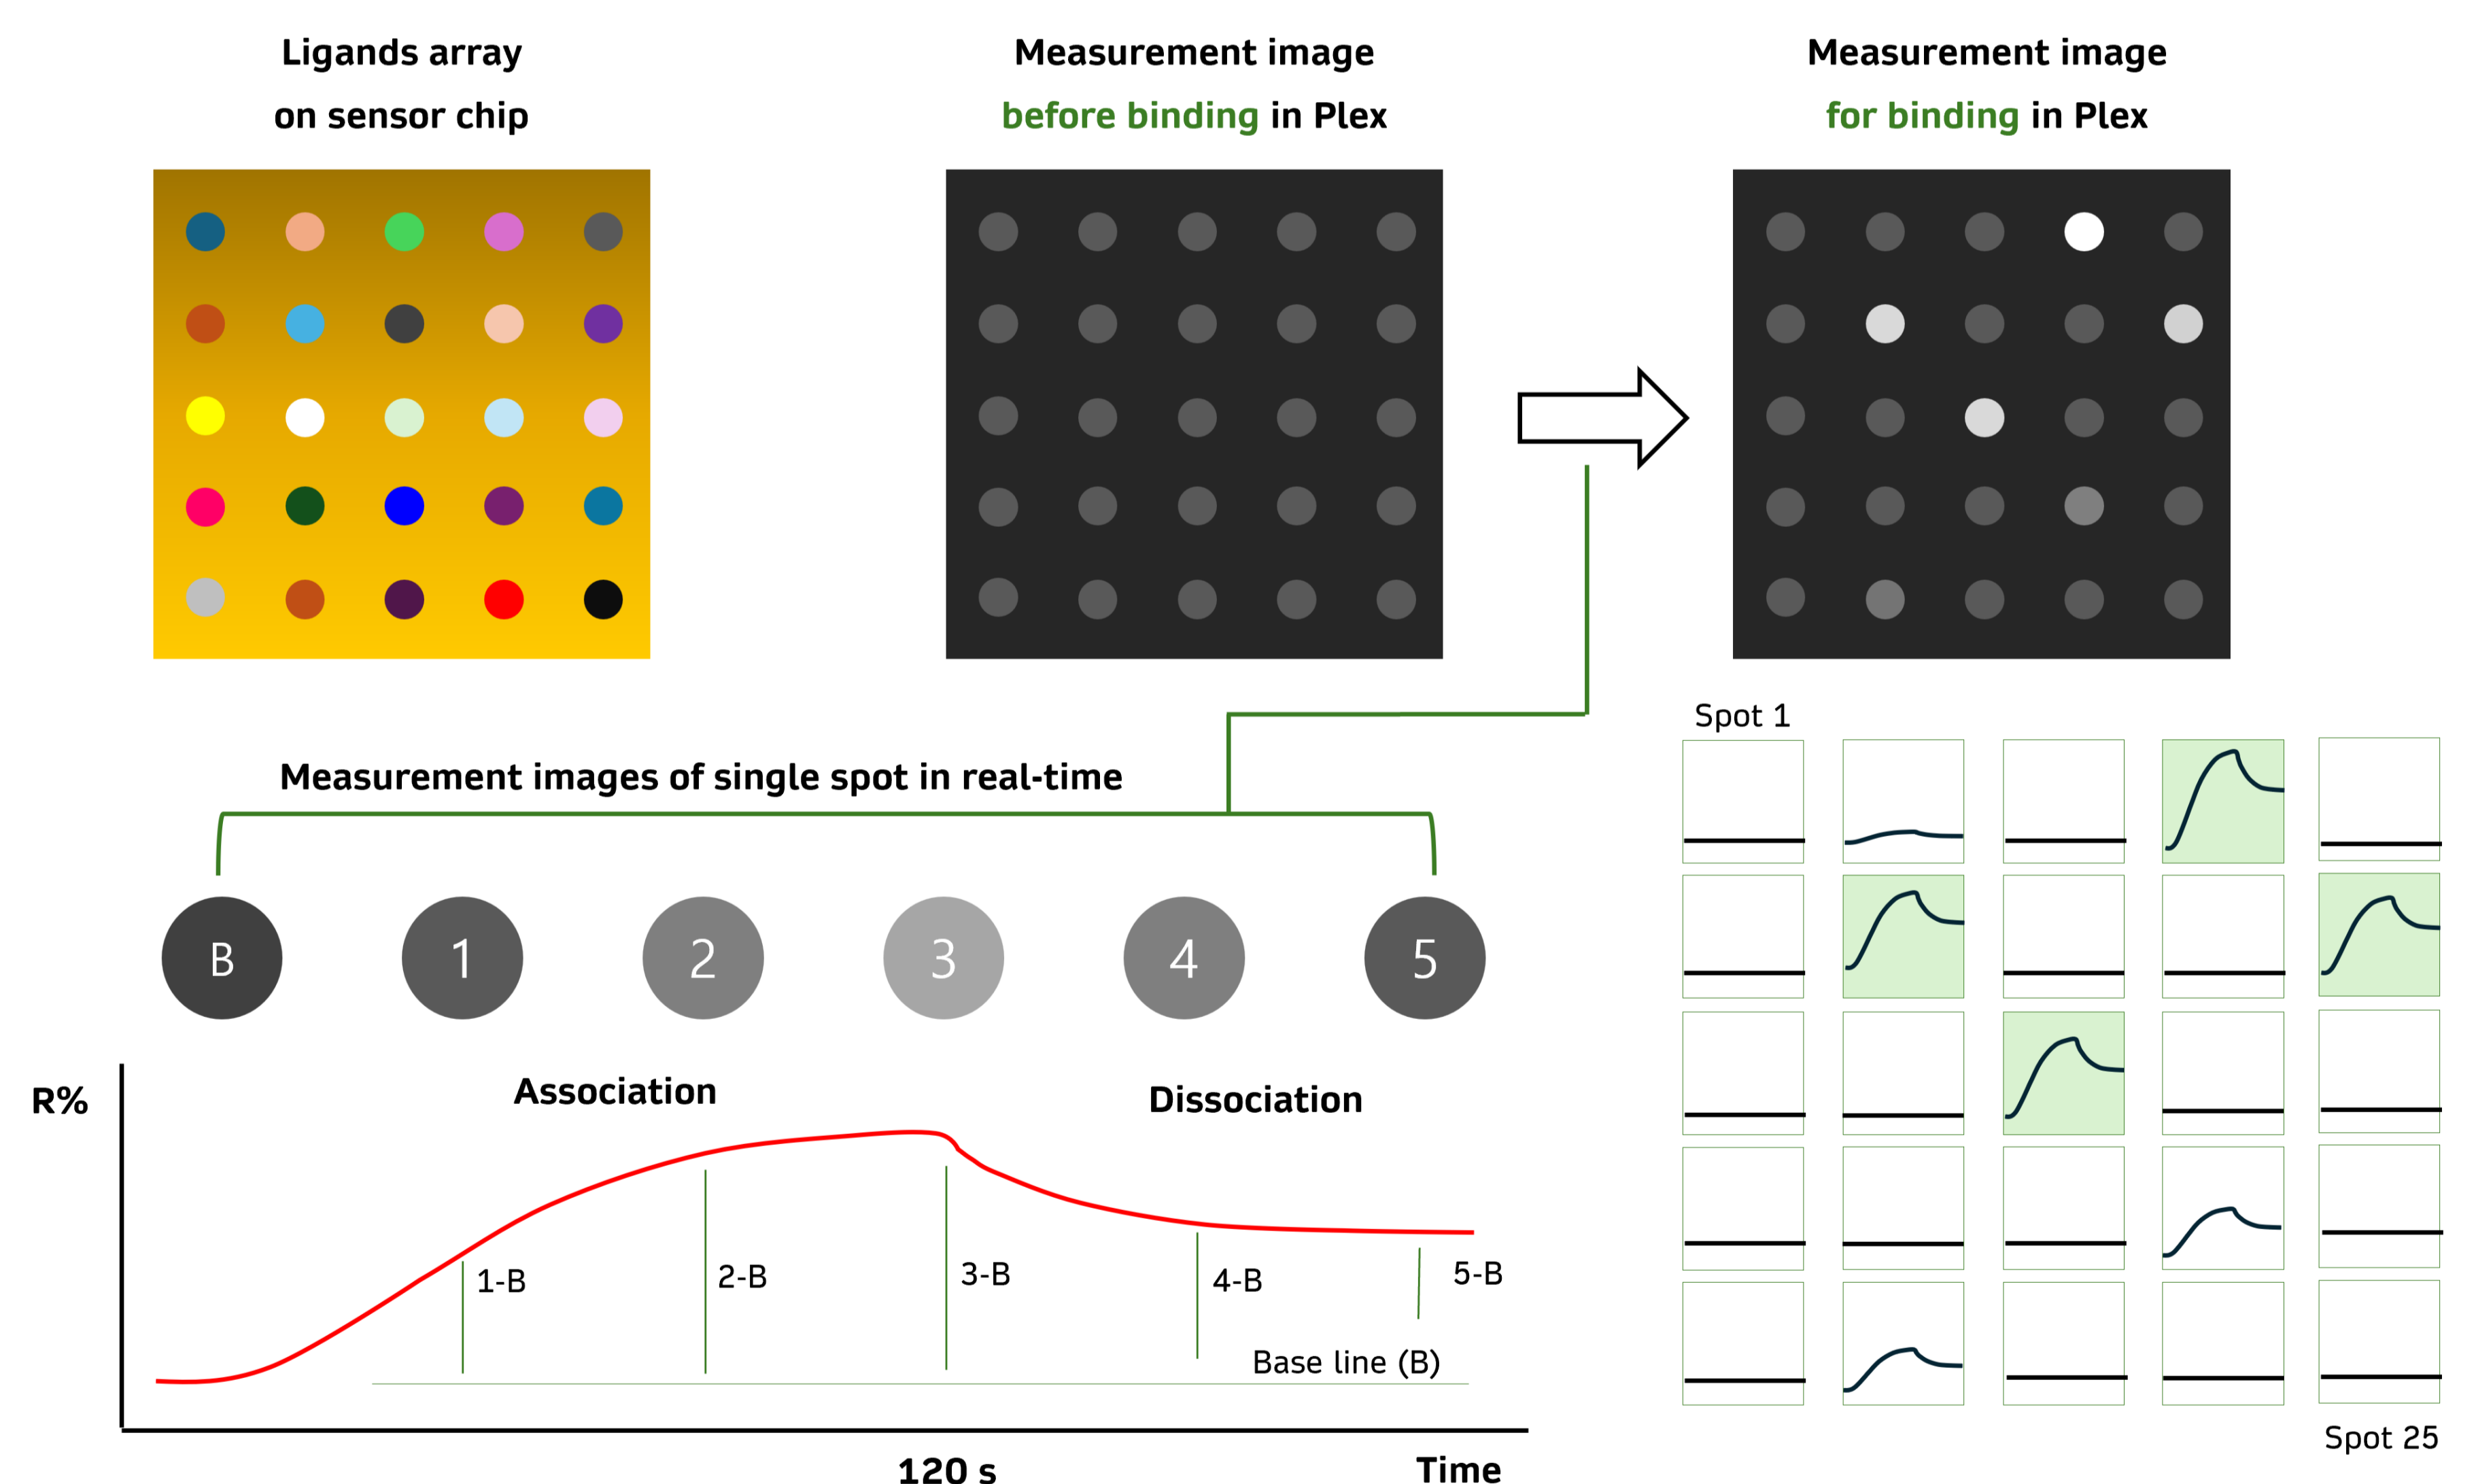 Ligands array
on sensor chip
Measurement image
before binding in Plex
Measurement image
for binding in Plex
Spot 1
Measurement images of single spot in real-time
B
1
2
3
4
5
R%
Association
Dissociation
1-B
2-B
3-B
4-B
5-B
Base line (B)
Spot 25
120 s
Time